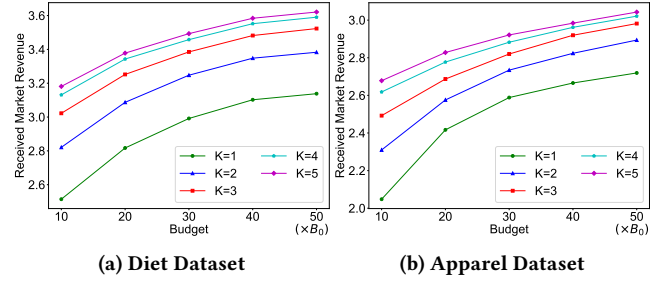 3.6
3.4
3.2
3.0
2.8
2.6
Received Market Revenue
K=1
K=2
K=3
K=4
K=5
10
20
30
40
50
Budget
(×B₀)
(a) Diet Dataset
3.0
2.8
2.6
2.4
2.2
2.0
Received Market Revenue
K=1
K=2
K=3
K=4
K=5
10
20
30
40
50
Budget
(×B₀)
(b) Apparel Dataset